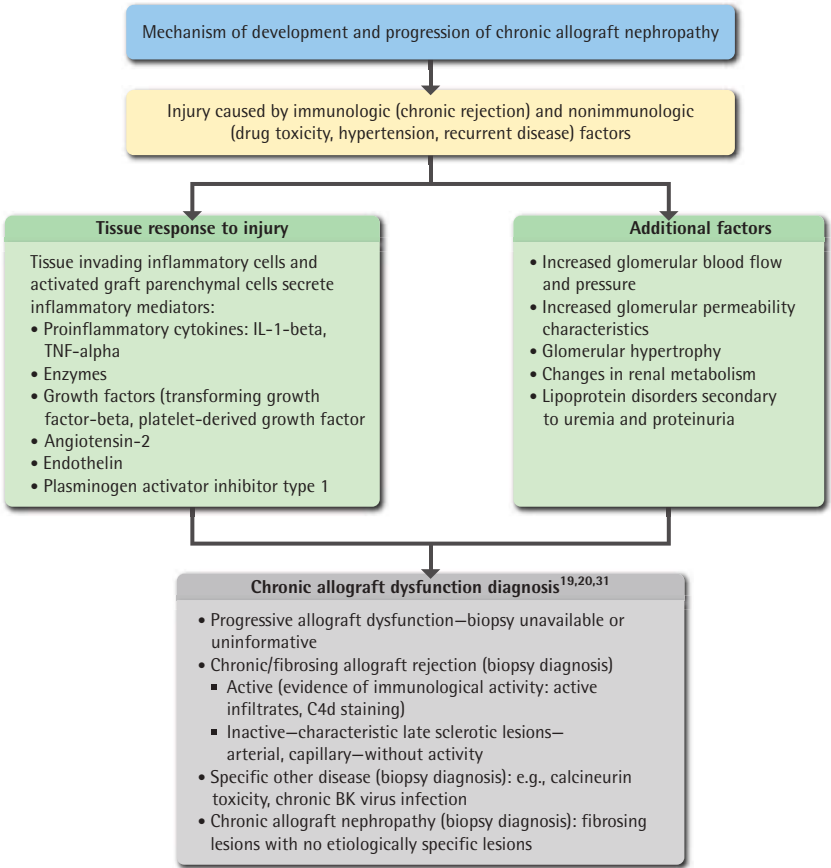 Mechanism of development and progression of chronic allograft nephropathy
Injury caused by immunologic (chronic rejection) and nonimmunologic
(drug toxicity, hypertension, recurrent disease) factors
Tissue response to injury
Tissue invading inflammatory cells and
activated graft parenchymal cells secrete
inflammatory mediators:
• Proinflammatory cytokines: IL-1-beta,
TNF-alpha
• Enzymes
• Growth factors (transforming growth
factor-beta, platelet-derived growth factor
• Angiotensin-2
• Endothelin
• Plasminogen activator inhibitor type 1
Additional factors
• Increased glomerular blood flow
and pressure
• Increased glomerular permeability
characteristics
• Glomerular hypertrophy
• Changes in renal metabolism
• Lipoprotein disorders secondary
to uremia and proteinuria
Chronic allograft dysfunction diagnosis19,20,31
• Progressive allograft dysfunction—biopsy unavailable or
uninformative
• Chronic/fibrosing allograft rejection (biopsy diagnosis)
▪ Active (evidence of immunological activity: active
infiltrates, C4d staining)
▪ Inactive—characteristic late sclerotic lesions—
arterial, capillary—without activity
• Specific other disease (biopsy diagnosis): e.g., calcineurin
toxicity, chronic BK virus infection
• Chronic allograft nephropathy (biopsy diagnosis): fibrosing
lesions with no etiologically specific lesions